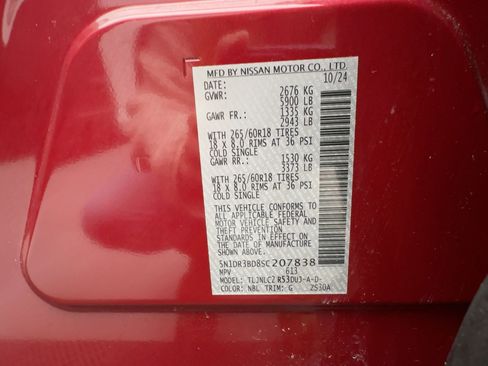 MFD BY NISSAN MOTOR CO., LTD.
DATE: 10/24
GVWR: 2676 KG
5900 LB
GAWR FR.: 1335 KG
2943 LB
WITH 265/60R18 TIRES
18 x 8.0 RIMS AT 36 PSI
COLD SINGLE
GAWR RR.: 1530 KG
3373 LB
WITH 265/60R18 TIRES
18 x 8.0 RIMS AT 36 PSI
COLD SINGLE
THIS VEHICLE CONFORMS TO
ALL APPLICABLE FEDERAL
MOTOR VEHICLE SAFETY
STANDARDS IN EFFECT ON
THE DATE OF MANUFACTURE
SHOWN ABOVE.
5N1DR3BD8SC207838
MPV 613
TYPE: TLJNLCZ R53DUJ-A-D-
COLOR: NBL TRIM: G ZS30A